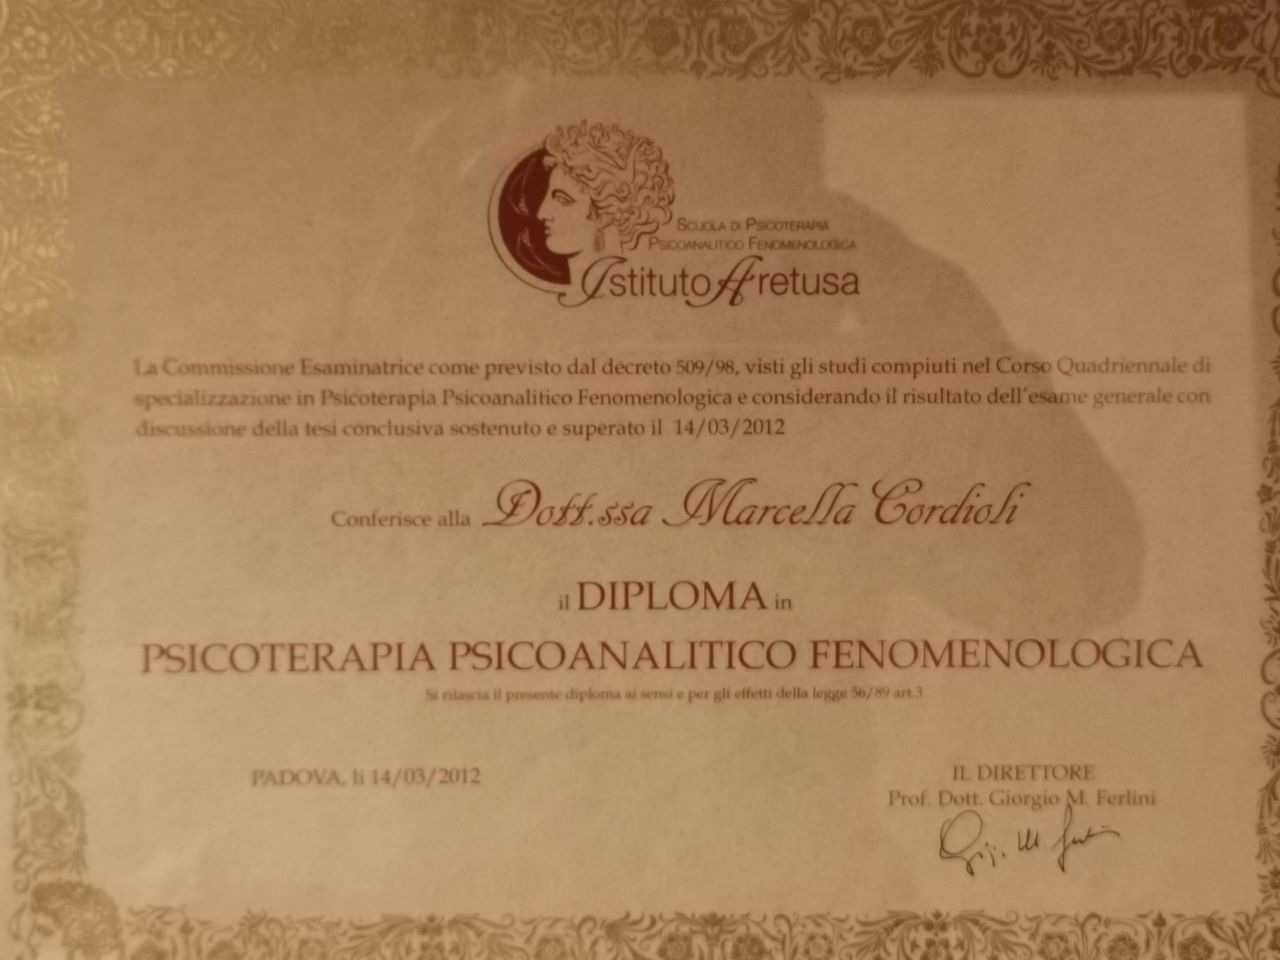 Scuola di Psicoterapia
Psicoanalitico Fenomenologica
Istituto Aretusa
La Commissione Esaminatrice come previsto dal decreto 509/98, visti gli studi compiuti nel Corso Quadriennale di
specializzazione in Psicoterapia Psicoanalitico Fenomenologica e considerando il risultato dell'esame generale con
discussione della tesi conclusiva sostenuto e superato il 14/03/2012
Conferisce alla Dott.ssa Marcella Cordioli
il DIPLOMA in
PSICOTERAPIA PSICOANALITICO FENOMENOLOGICA
Si rilascia il presente diploma ai sensi e per gli effetti della legge 56/89 art.3
PADOVA, li 14/03/2012
IL DIRETTORE
Prof. Dott. Giorgio M. Ferlini